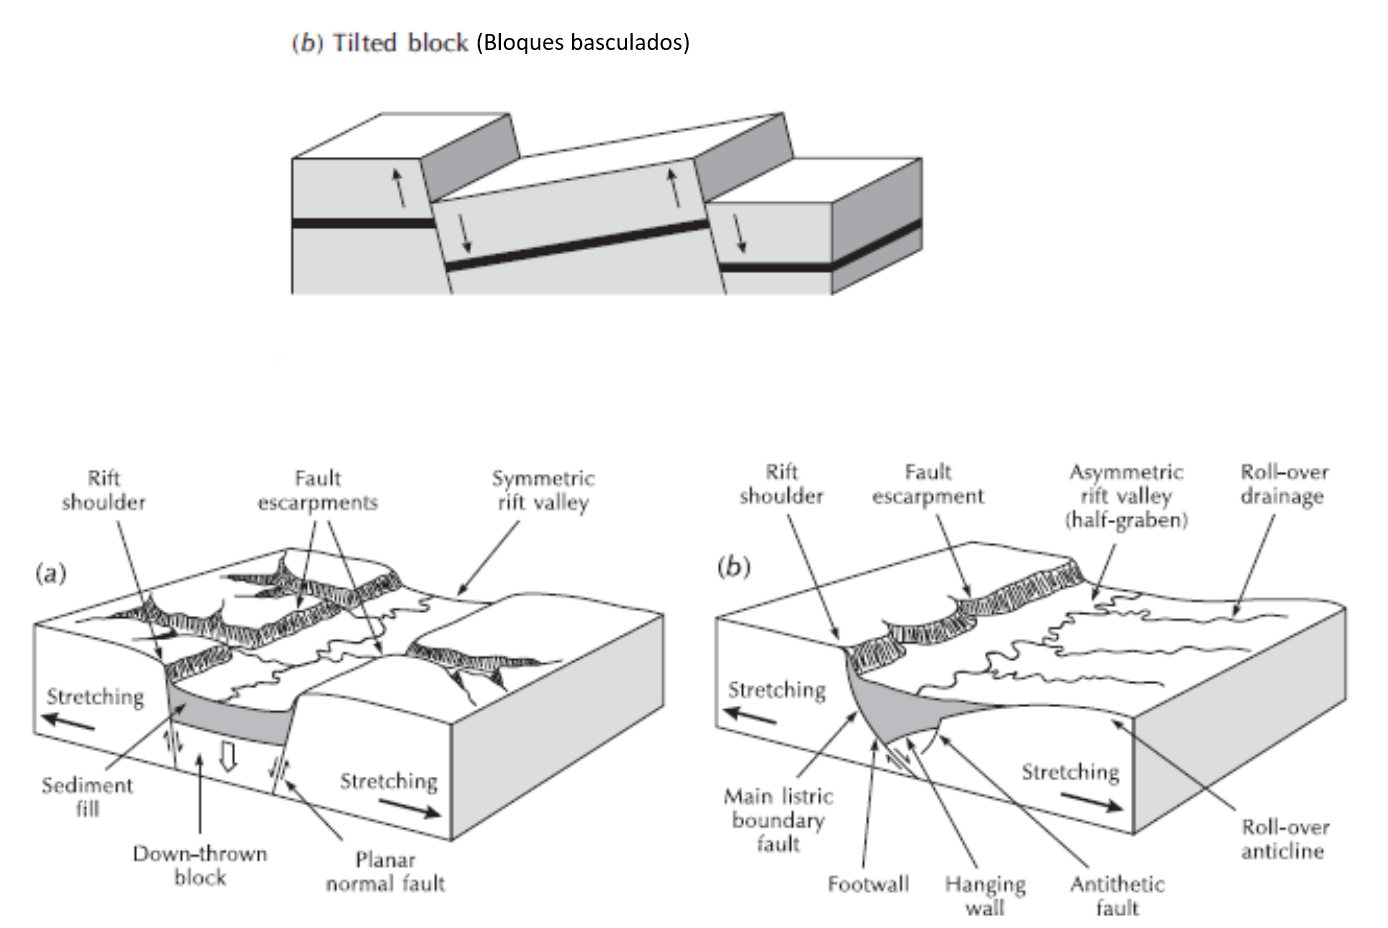 (b) Tilted block (Bloques basculados)
Rift
shoulder
Fault
escarpments
Symmetric
rift valley
(a)
Stretching
Stretching
Sediment
fill
Down-thrown
block
Planar
normal fault
Rift
shoulder
Fault
escarpment
Asymmetric
rift valley
(half-graben)
Roll-over
drainage
(b)
Stretching
Stretching
Main listric
boundary
fault
Footwall
Hanging
wall
Antithetic
fault
Roll-over
anticline